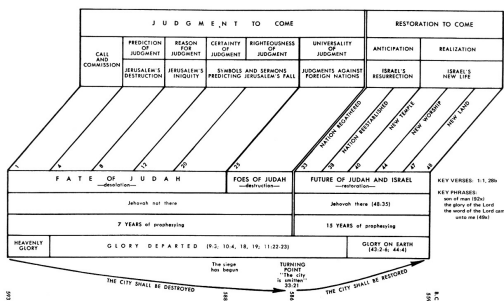 JUDGMENT TO COME
RESTORATION TO COME
CALL AND COMMISSION
PREDICTION OF JUDGMENT
REASON FOR JUDGMENT
CERTAINTY OF JUDGMENT
RIGHTEOUSNESS OF JUDGMENT
UNIVERSALITY OF JUDGMENT
ANTICIPATION
REALIZATION
JERUSALEM'S DESTRUCTION
JERUSALEM'S INIQUITY
SYMBOLS AND SERMONS PREDICTING JERUSALEM'S FALL
JUDGMENTS AGAINST FOREIGN NATIONS
ISRAEL'S RESURRECTION
ISRAEL'S NEW LIFE
NATION REGATHERED
NATION REESTABLISHED
NEW TEMPLE
NEW WORSHIP
NEW LAND
1 4 8 12 20 25 33 38 40 44 47 48
FATE OF JUDAH
—desolation—
FOES OF JUDAH
—destruction—
FUTURE OF JUDAH AND ISRAEL
—restoration—
Jehovah not there
Jehovah there (48:35)
7 YEARS of prophesying
15 YEARS of prophesying
HEAVENLY GLORY
GLORY DEPARTED (9:3; 10:4, 18, 19; 11:22-23)
GLORY ON EARTH
(43:2-6; 44:4)
KEY VERSES: 1:1, 28b
KEY PHRASES:
son of man (92x)
the glory of the Lord
the word of the Lord cam
unto me (49x)
593
THE CITY SHALL BE DESTROYED
The siege has begun
588
TURNING POINT
"The city is smitten"
33:21
586
THE CITY SHALL BE RESTORED
B.C.